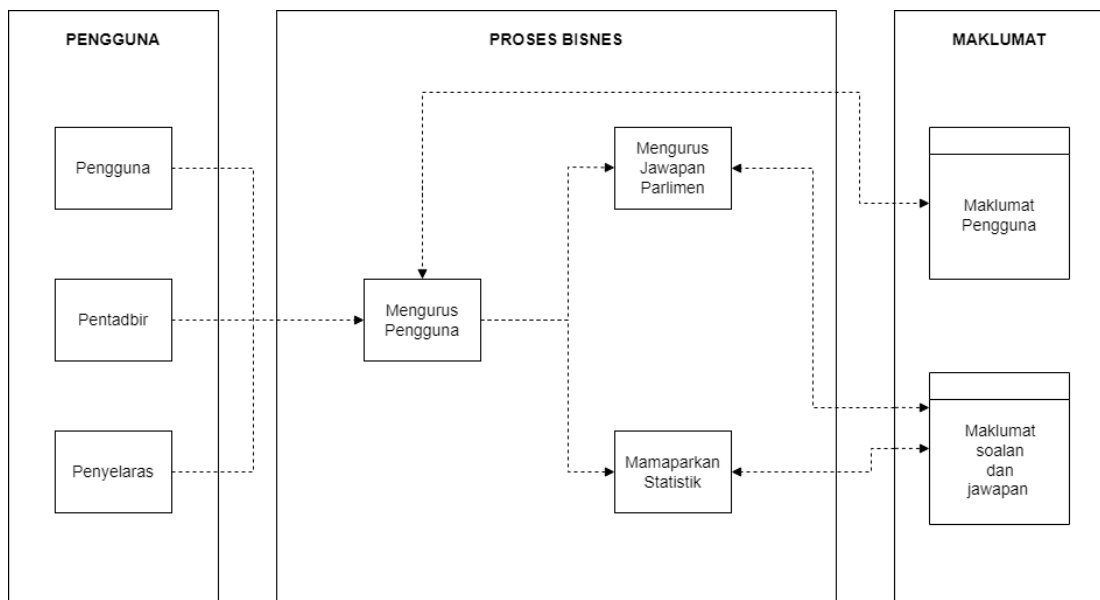 PENGGUNA
Pengguna
Pentadbir
Penyelaras
PROSES BISNES
Mengurus
Pengguna
Mengurus
Jawapan
Parlimen
Mamaparkan
Statistik
MAKLUMAT
Maklumat
Pengguna
Maklumat
soalan
dan
jawapan